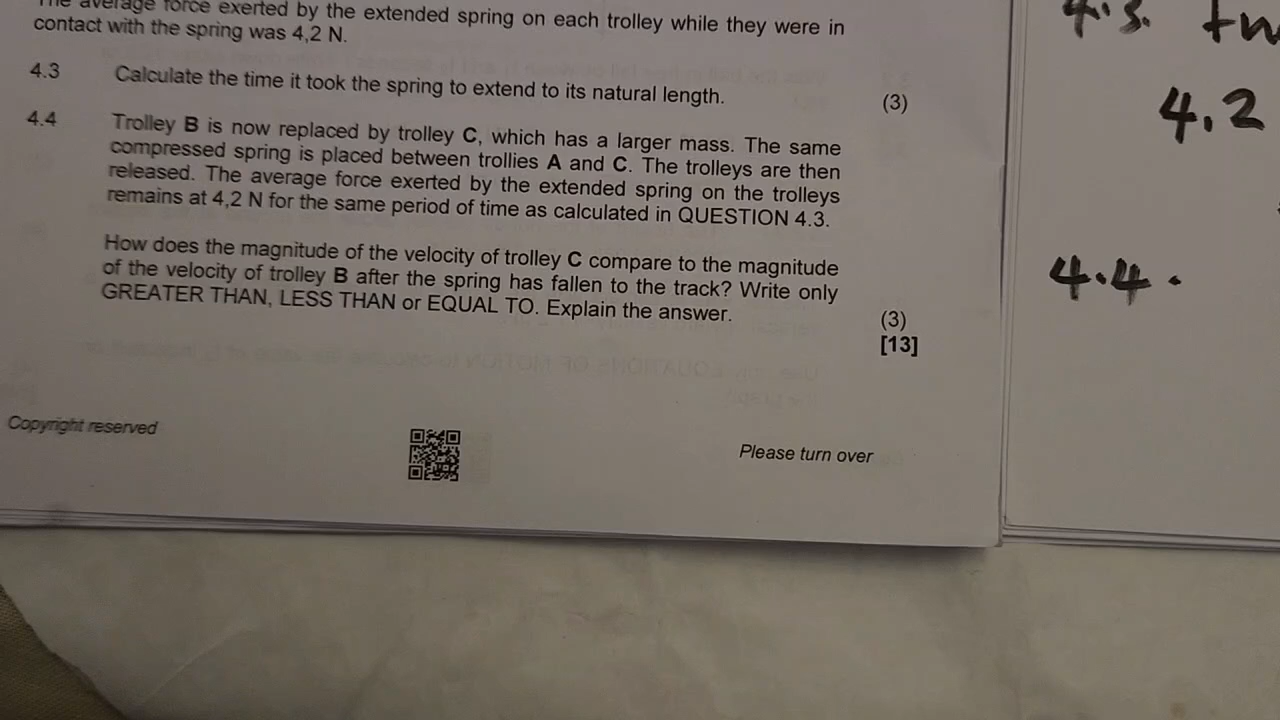 The average force exerted by the extended spring on each trolley while they were in
contact with the spring was 4,2 N.
4.3 Calculate the time it took the spring to extend to its natural length. (3)
4.4 Trolley B is now replaced by trolley C, which has a larger mass. The same
compressed spring is placed between trollies A and C. The trolleys are then
released. The average force exerted by the extended spring on the trolleys
remains at 4,2 N for the same period of time as calculated in QUESTION 4.3.
How does the magnitude of the velocity of trolley C compare to the magnitude
of the velocity of trolley B after the spring has fallen to the track? Write only
GREATER THAN, LESS THAN or EQUAL TO. Explain the answer. (3)
[13]
Copyright reserved
Please turn over
4.2
4.4.